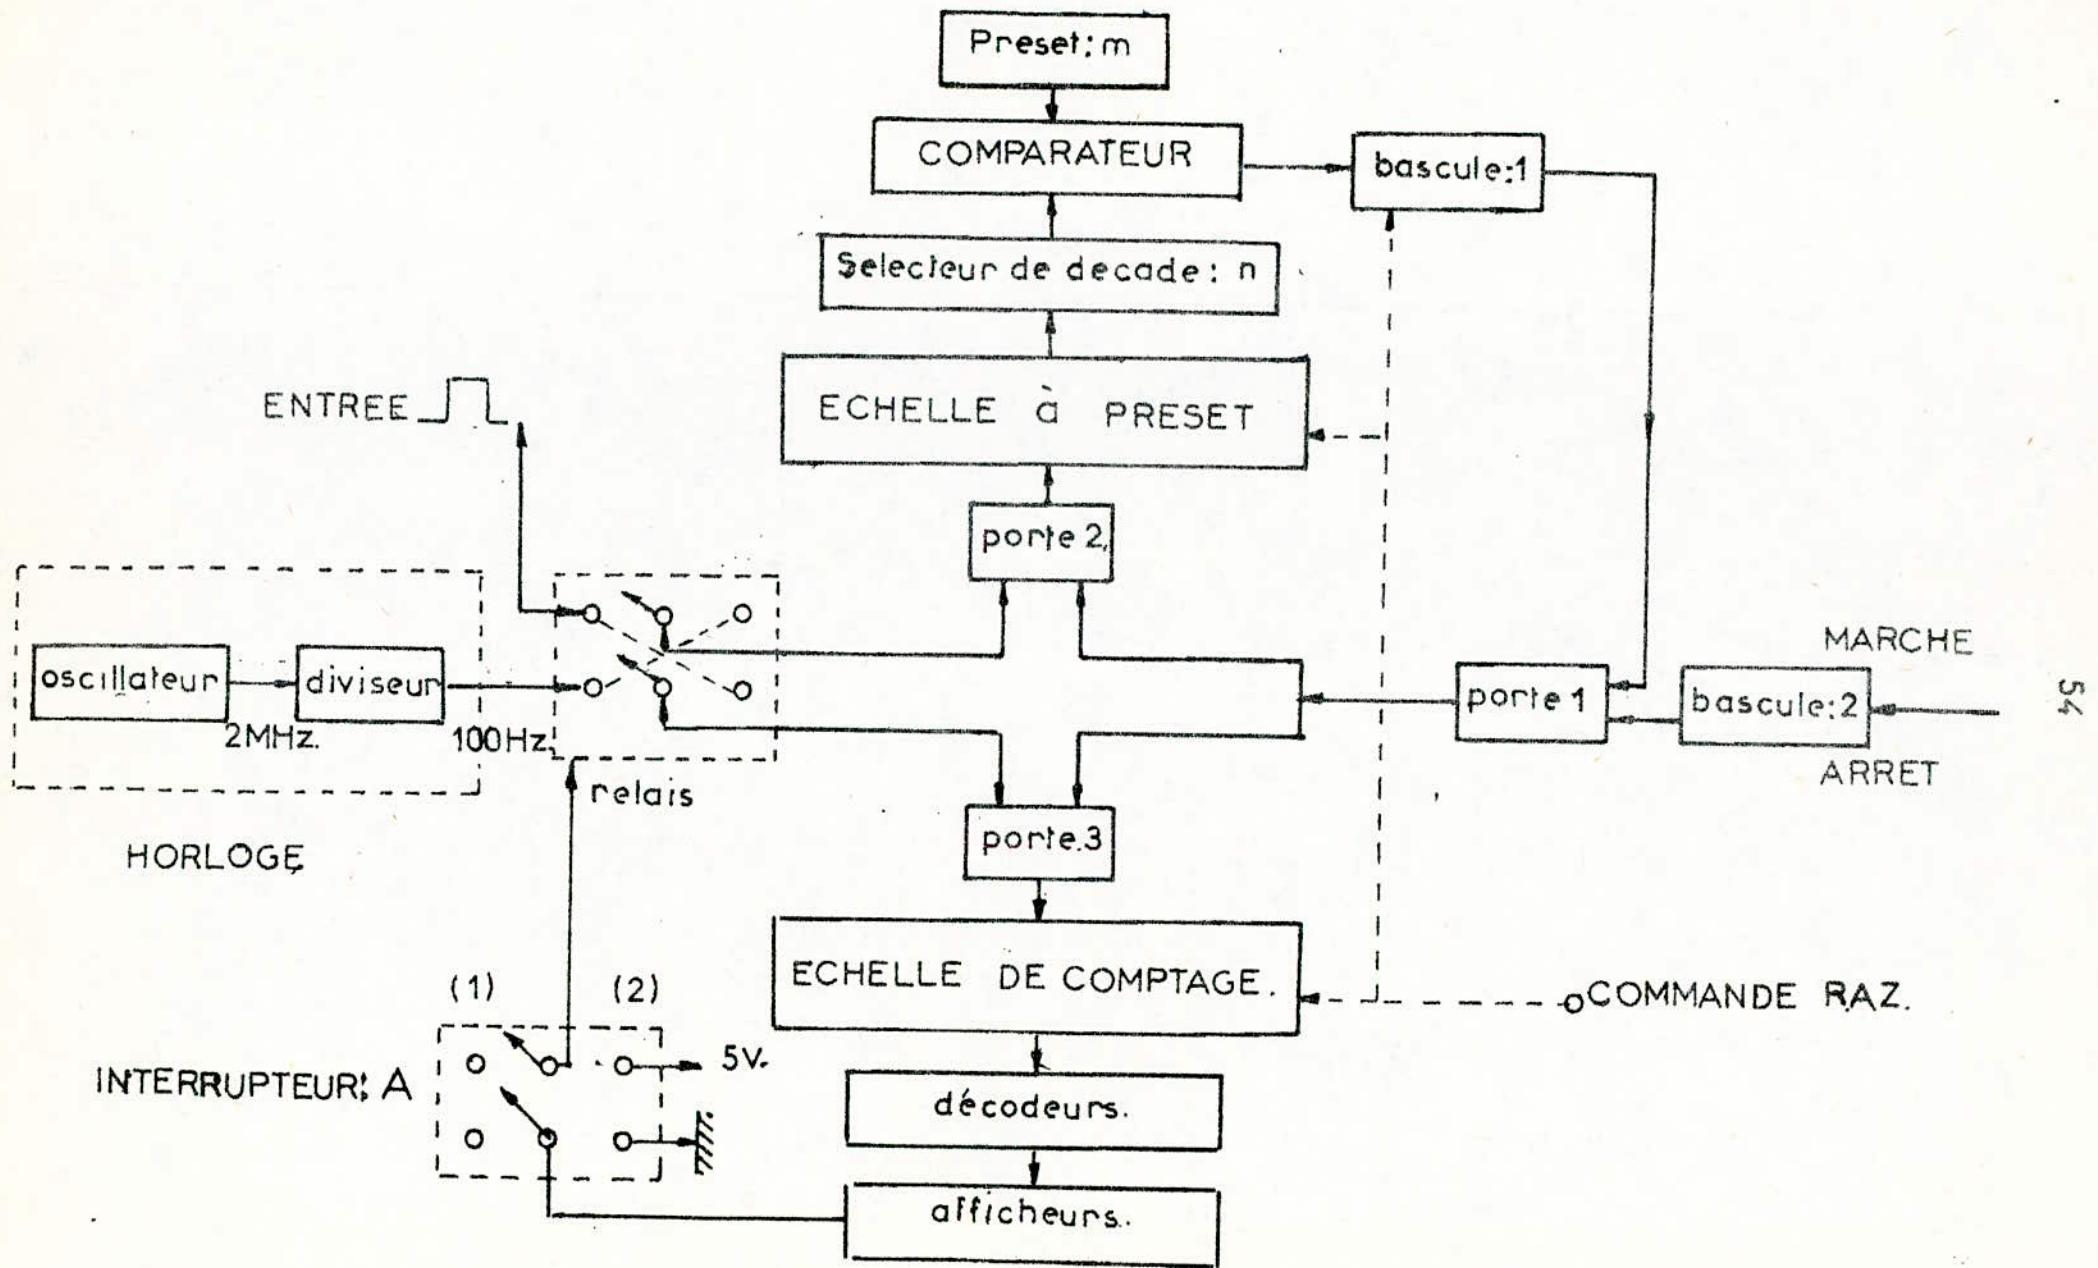 Preset: m
COMPARATEUR
bascule:1
Selecteur de decade: n
ENTREE
ECHELLE à PRESET
porte 2
MARCHE
oscillateur
diviseur
porte 1
bascule:2
2MHz.
100Hz.
ARRET
relais
porte.3
HORLOGE
54
(1)
(2)
ECHELLE DE COMPTAGE.
COMMANDE RAZ.
INTERRUPTEUR: A
5V.
décodeurs.
afficheurs.